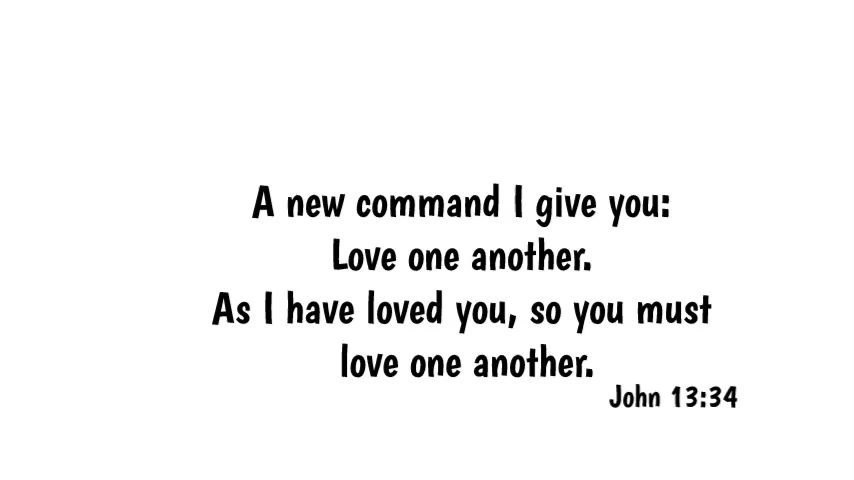 A new command I give you:
Love one another.
As I have loved you, so you must
love one another.
John 13:34